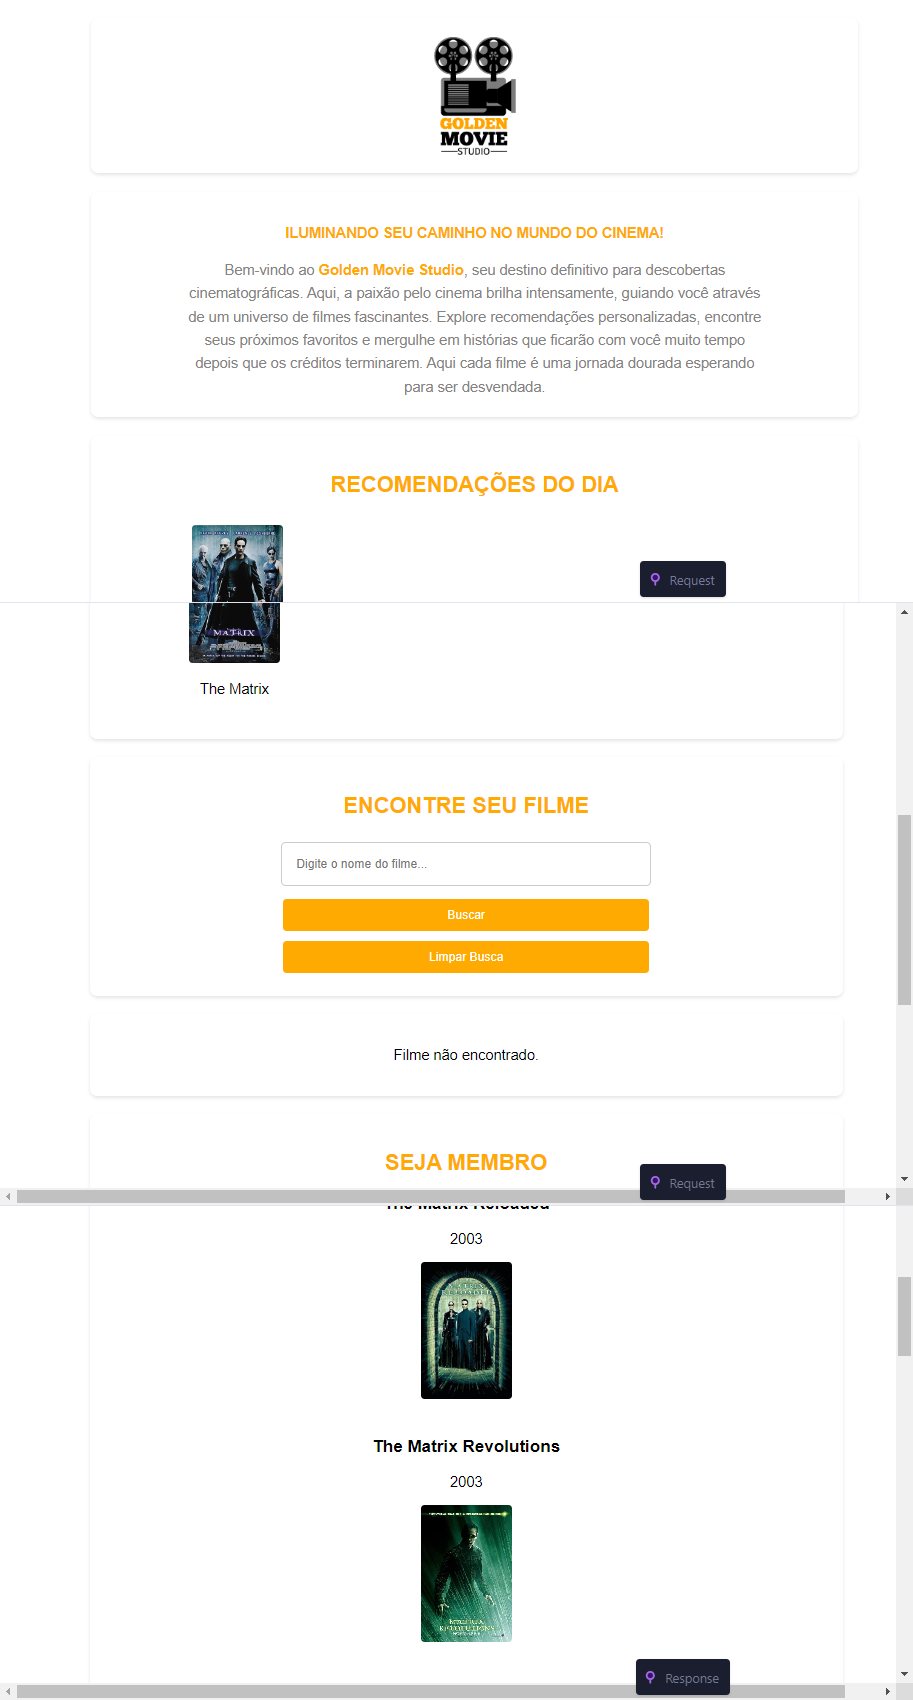 GOLDEN
MOVIE
STUDIO
ILUMINANDO SEU CAMINHO NO MUNDO DO CINEMA!
Bem-vindo ao Golden Movie Studio, seu destino definitivo para descobertas
cinematográficas. Aqui, a paixão pelo cinema brilha intensamente, guiando você através
de um universo de filmes fascinantes. Explore recomendações personalizadas, encontre
seus próximos favoritos e mergulhe em histórias que ficarão com você muito tempo
depois que os créditos terminarem. Aqui cada filme é uma jornada dourada esperando
para ser desvendada.
RECOMENDAÇÕES DO DIA
Request
MATRIX
The Matrix
ENCONTRE SEU FILME
Digite o nome do filme...
Buscar
Limpar Busca
Filme não encontrado.
SEJA MEMBRO
Request
The Matrix Reloaded
2003
The Matrix Revolutions
2003
Response